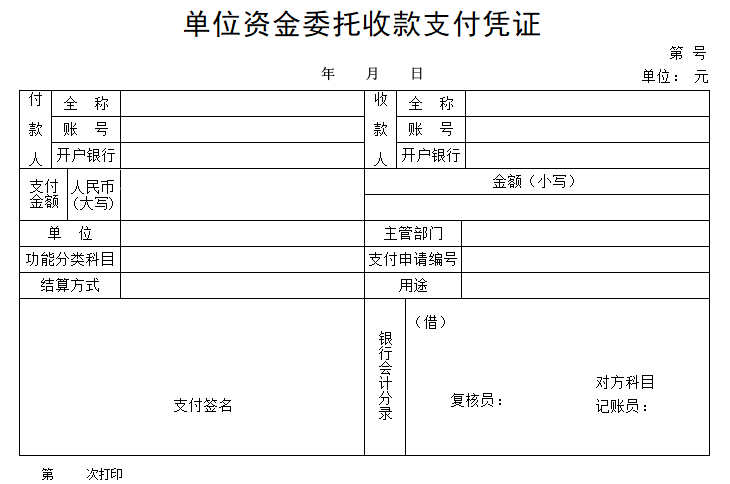 单位资金委托收款支付凭证
第 号
年 月 日
单位： 元
付款人 全 称 收款人 全 称
账 号 账 号
开户银行 开户银行
支付金额 人民币(大写) 金额（小写）
单 位 主管部门
功能分类科目 支付申请编号
结算方式 用途
支付签名 银行会计分录 （借）
对方科目
复核员： 记账员：
第 次打印